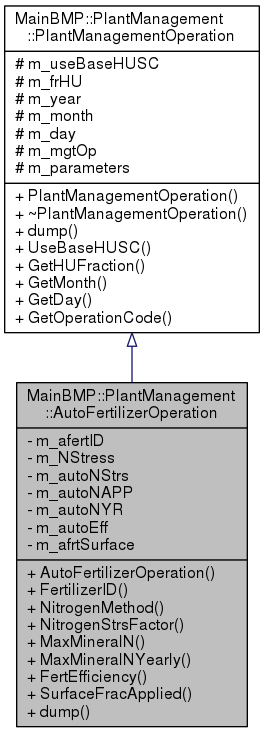 MainBMP::PlantManagement
::PlantManagementOperation
# m_useBaseHUSC
# m_frHU
# m_year
# m_month
# m_day
# m_mgtOp
# m_parameters
+ PlantManagementOperation()
+ ~PlantManagementOperation()
+ dump()
+ UseBaseHUSC()
+ GetHUFraction()
+ GetMonth()
+ GetDay()
+ GetOperationCode()
MainBMP::PlantManagement
::AutoFertilizerOperation
- m_afertID
- m_NStress
- m_autoNStrs
- m_autoNAPP
- m_autoNYR
- m_autoEff
- m_afrtSurface
+ AutoFertilizerOperation()
+ FertilizerID()
+ NitrogenMethod()
+ NitrogenStrsFactor()
+ MaxMineralN()
+ MaxMineralNYearly()
+ FertEfficiency()
+ SurfaceFracApplied()
+ dump()